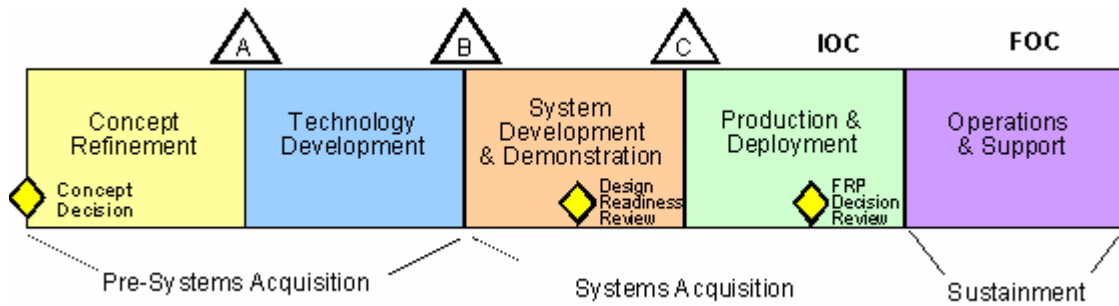 A
B
C
IOC
FOC
Concept
Refinement
Technology
Development
System
Development
& Demonstration
Production &
Deployment
Operations
& Support
Concept
Decision
Design
Readiness
Review
FRP
Decision
Review
Pre-Systems Acquisition
Systems Acquisition
Sustainment